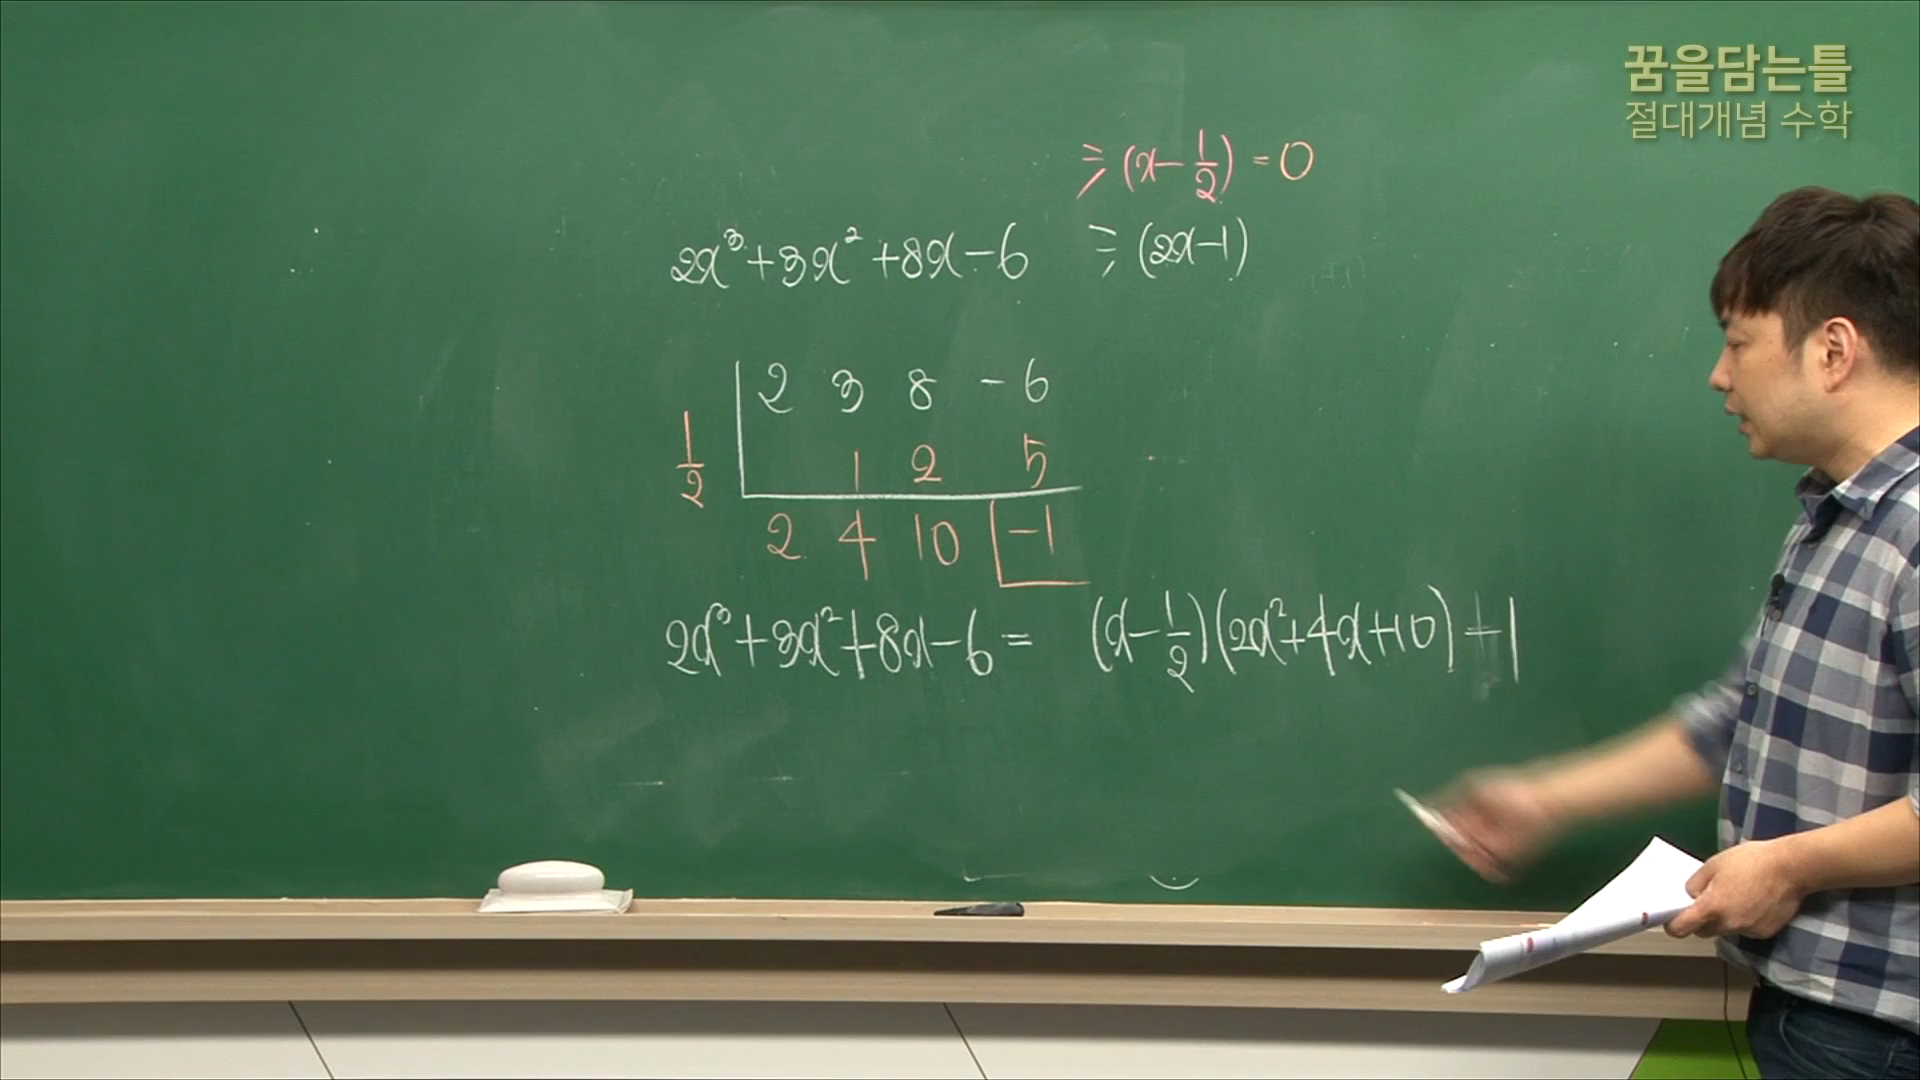 꿈을담는틀
절대개념 수학
÷ (x - 1/2) = 0
2x³ + 3x² + 8x - 6 ÷ (2x - 1)
2 3 8 -6
1/2 1 2 5
2 4 10 -1
2x³ + 3x² + 8x - 6 = (x - 1/2)(2x² + 4x + 10) - 1